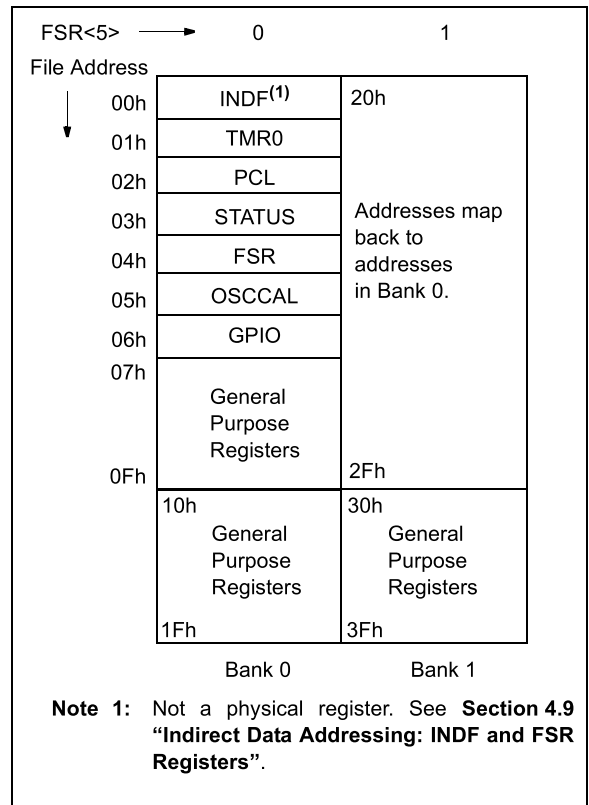 FSR<5> 0 1
File Address
00h INDF(1) 20h
01h TMR0
02h PCL
03h STATUS
Addresses map
back to
addresses
in Bank 0.
04h FSR
05h OSCCAL
06h GPIO
07h
General
Purpose
Registers
0Fh 2Fh
10h 30h
General
Purpose
Registers
General
Purpose
Registers
1Fh 3Fh
Bank 0 Bank 1
Note 1: Not a physical register. See Section 4.9
“Indirect Data Addressing: INDF and FSR
Registers”.